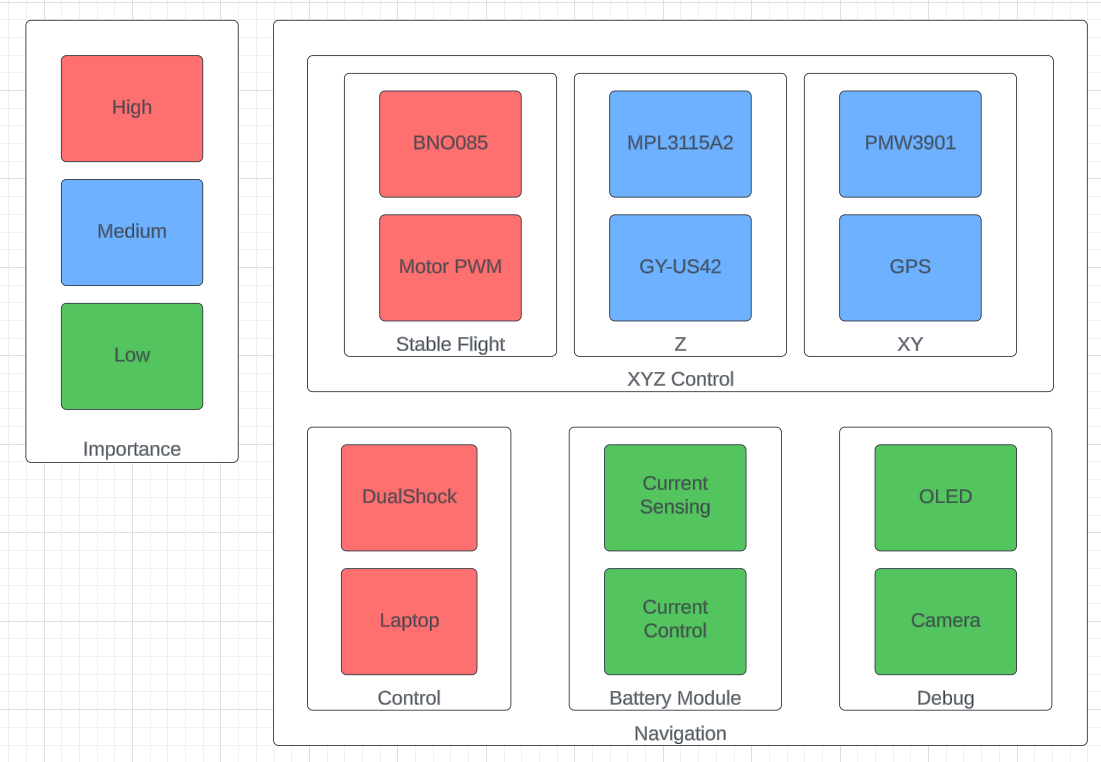 High
Medium
Low
Importance
BNO085
Motor PWM
Stable Flight
MPL3115A2
GY-US42
Z
PMW3901
GPS
XY
XYZ Control
DualShock
Laptop
Control
Current
Sensing
Current
Control
Battery Module
OLED
Camera
Debug
Navigation